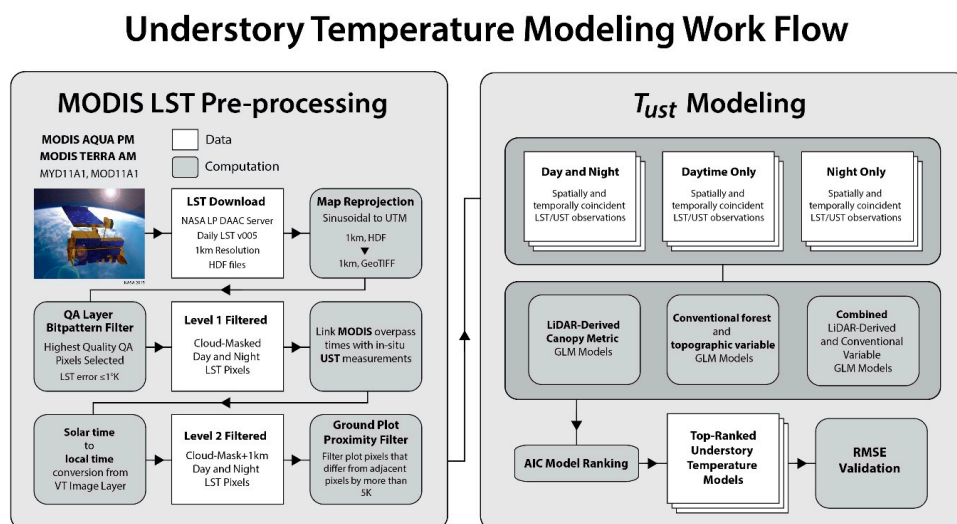 Understory Temperature Modeling Work Flow
MODIS LST Pre-processing
MODIS AQUA PM
MODIS TERRA AM
MYD11A1, MOD11A1
Data
Computation
NASA 2015
LST Download
NASA LP DAAC Server
Daily LST v005
1km Resolution
HDF files
Map Reprojection
Sinusoidal to UTM
1km, HDF
1km, GeoTIFF
QA Layer
Bitpattern Filter
Highest Quality QA
Pixels Selected
LST error ≤1°K
Level 1 Filtered
Cloud-Masked
Day and Night
LST Pixels
Link MODIS overpass
times with in-situ
UST measurements
Solar time
to
local time
conversion from
VT Image Layer
Level 2 Filtered
Cloud-Mask+1km
Day and Night
LST Pixels
Ground Plot
Proximity Filter
Filter plot pixels that
differ from adjacent
pixels by more than
5K
Tust Modeling
Day and Night
Spatially and
temporally coincident
LST/UST observations
Daytime Only
Spatially and
temporally coincident
LST/UST observations
Night Only
Spatially and
temporally coincident
LST/UST observations
LiDAR-Derived
Canopy Metric
GLM Models
Conventional forest
and
topographic variable
GLM Models
Combined
LiDAR-Derived
and Conventional
Variable
GLM Models
AIC Model Ranking
Top-Ranked
Understory
Temperature
Models
RMSE
Validation